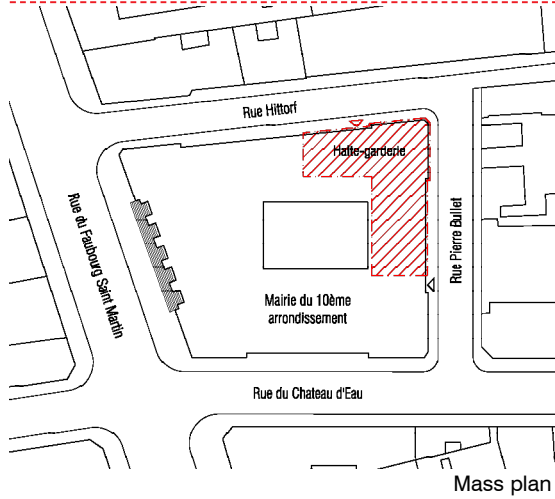 Rue Hittorf
Halte-garderie
Rue du Faubourg Saint Martin
Rue Pierre Bullet
Mairie du 10ème
arrondissement
Rue du Chateau d'Eau
Mass plan